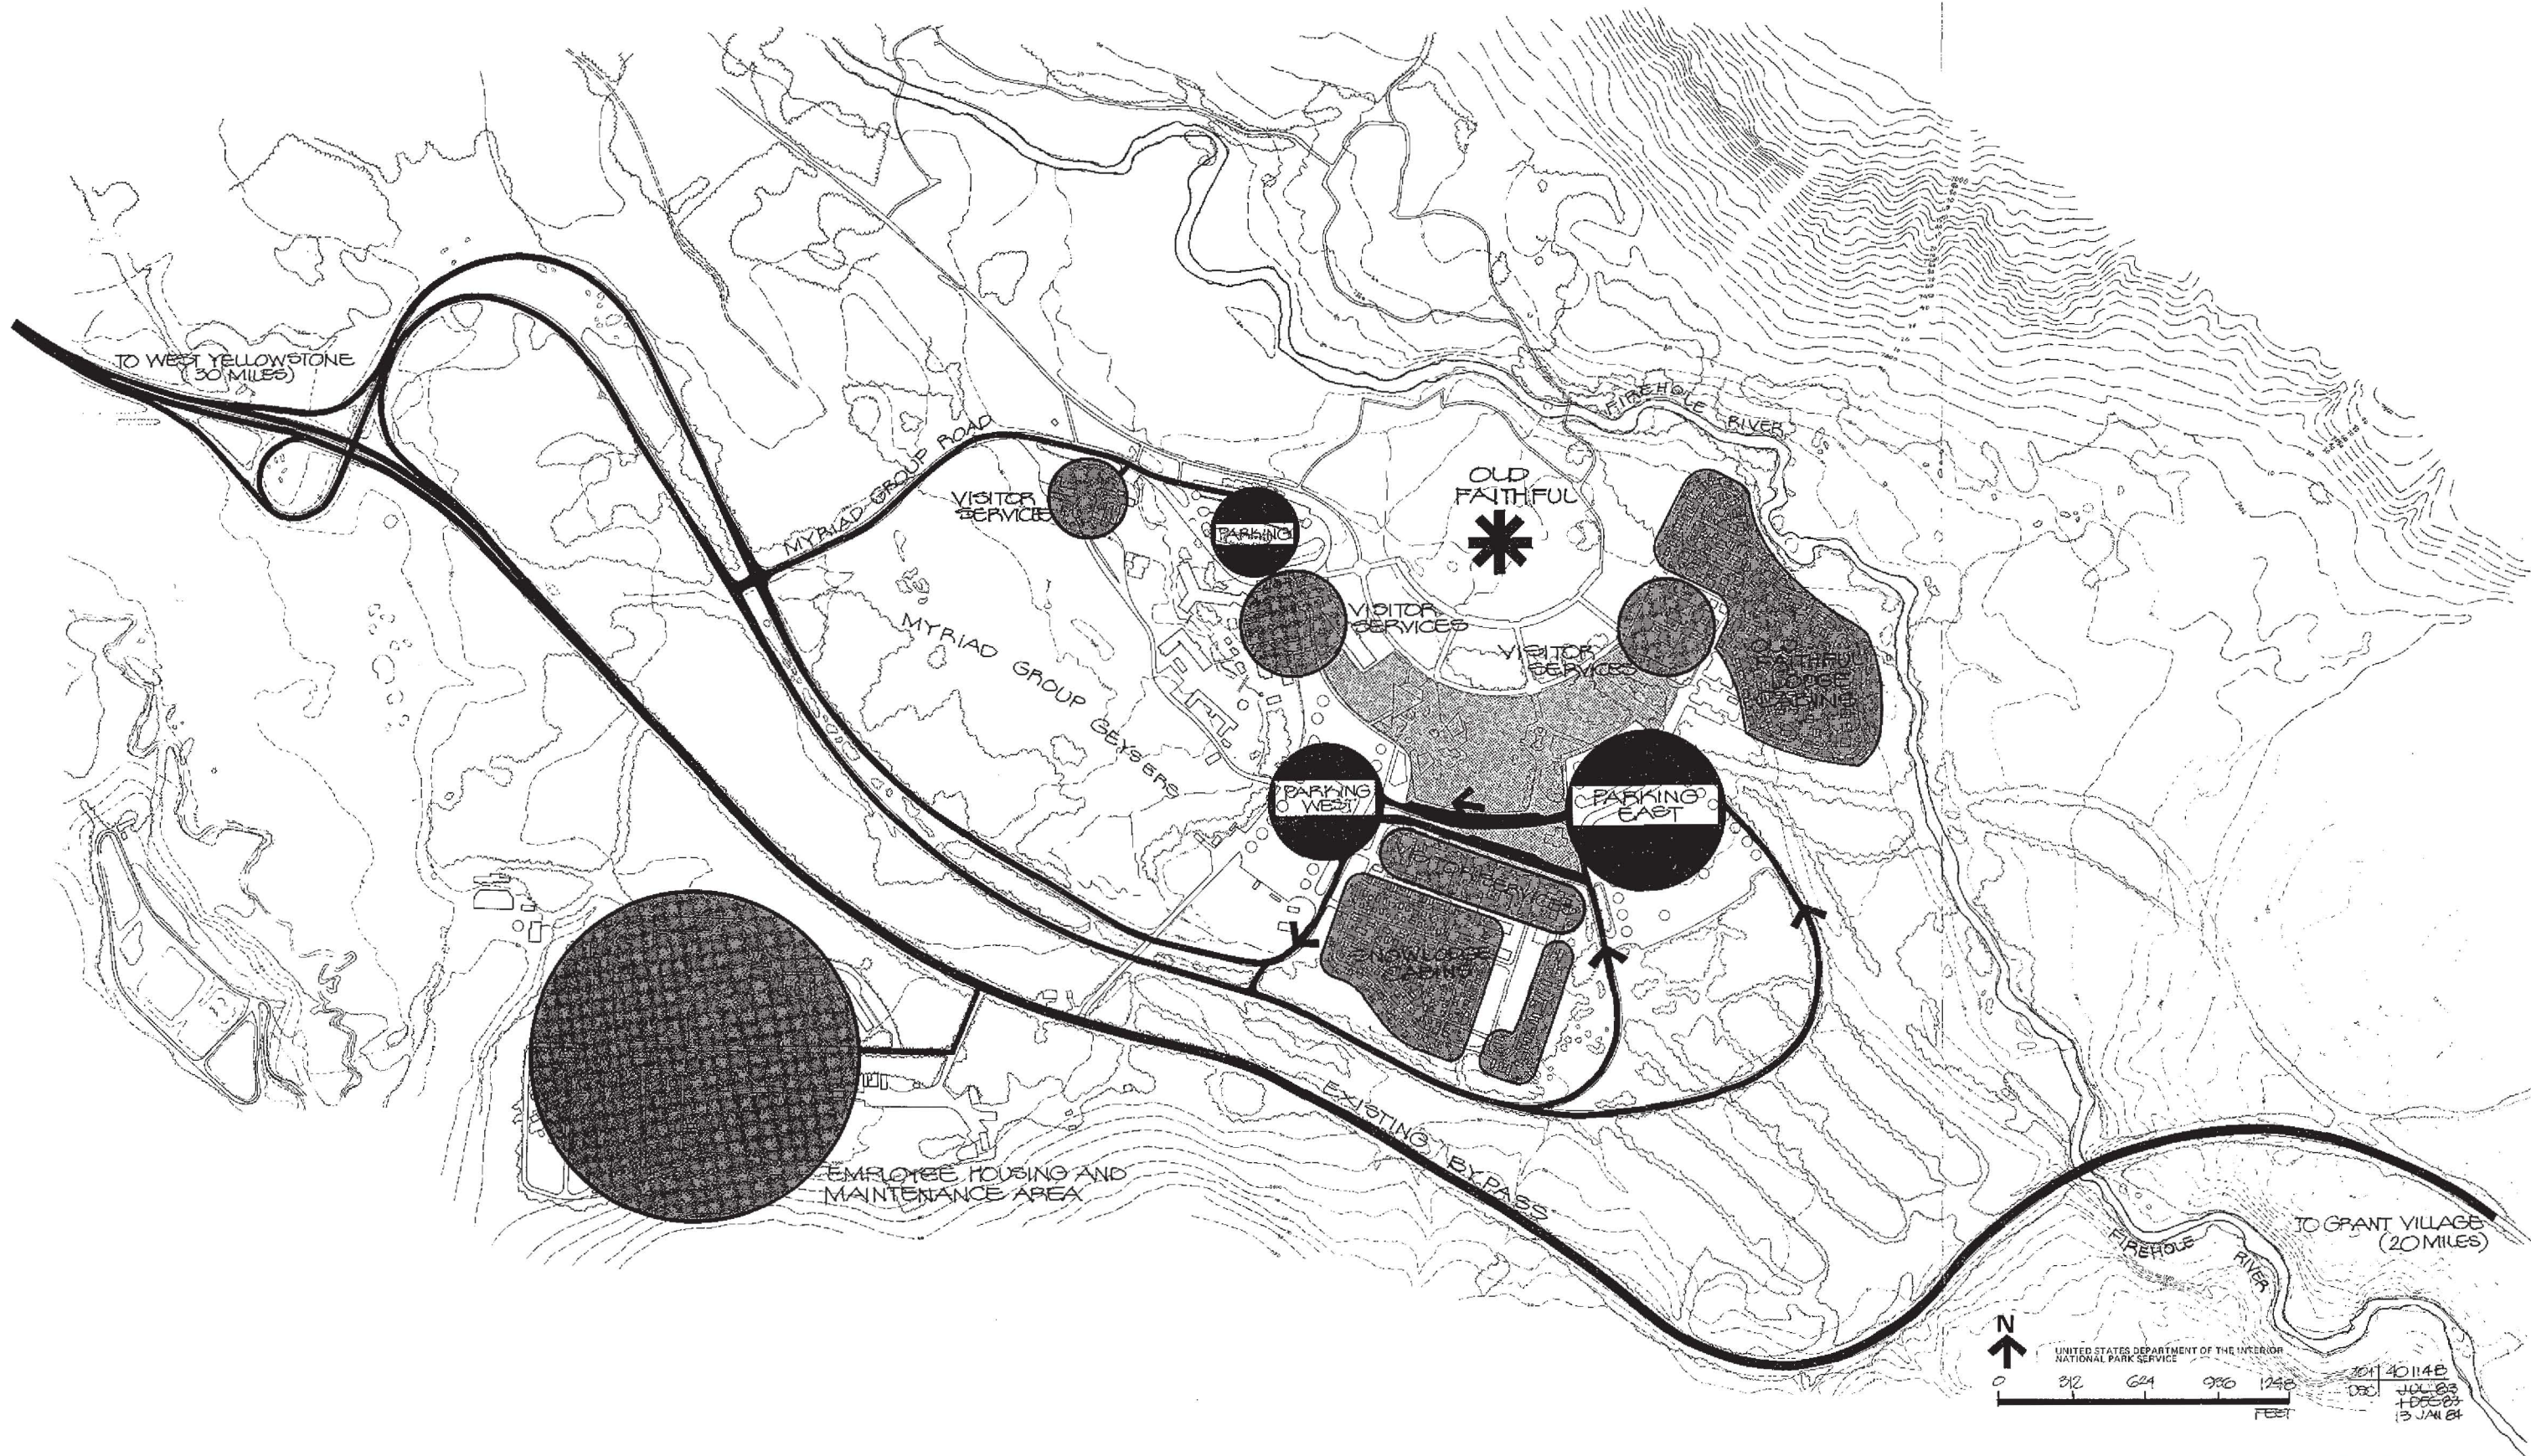 TO WEST YELLOWSTONE
(30 MILES)
MYRIAD GROUP ROAD
VISITOR
SERVICES
PARKING
OLD
FAITHFUL
FIREHOLE RIVER
VISITOR
SERVICES
VISITOR
SERVICES
OLD
FAITHFUL
LODGE
CABINS
MYRIAD GROUP GEYSERS
PARKING
WEST
PARKING
EAST
VISITOR SERVICES
SNOWLODGE
CABINS
EXISTING BYPASS
EMPLOYEE HOUSING AND
MAINTENANCE AREA
TO GRANT VILLAGE
(20 MILES)
FIREHOLE RIVER
N
UNITED STATES DEPARTMENT OF THE INTERIOR
NATIONAL PARK SERVICE
0 312 624 936 1248
FEET
40114B
DSC JUL 83
1 DEC 83
13 JAN 84